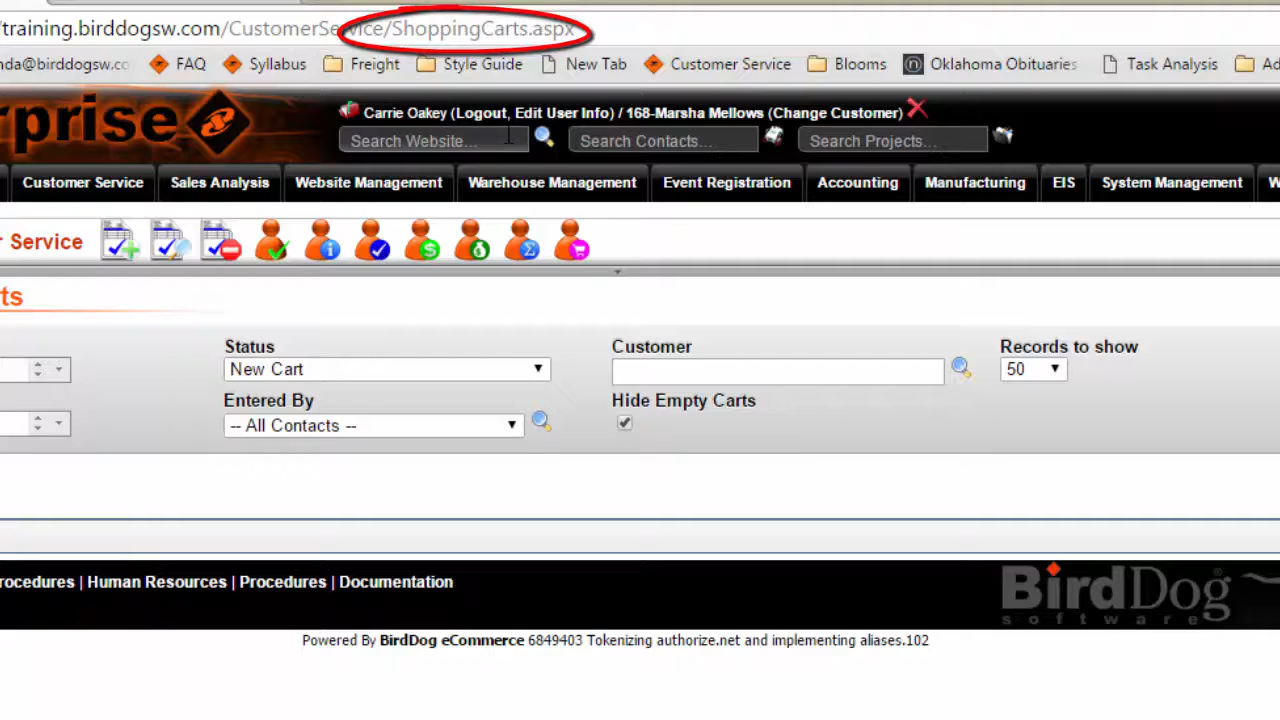 /training.birddogsw.com/CustomerService/ShoppingCarts.aspx
nda@birddogsw.co FAQ Syllabus Freight Style Guide New Tab Customer Service Blooms Oklahoma Obituaries Task Analysis Ad
erprise
Carrie Oakey (Logout, Edit User Info) / 168-Marsha Mellows (Change Customer)
Search Website... Search Contacts... Search Projects...
Customer Service Sales Analysis Website Management Warehouse Management Event Registration Accounting Manufacturing EIS System Management W
r Service
ts
Status Customer Records to show
New Cart 50
Entered By Hide Empty Carts
-- All Contacts --
rocedures | Human Resources | Procedures | Documentation
BirdDog
software
Powered By BirdDog eCommerce 6849403 Tokenizing authorize.net and implementing aliases.102